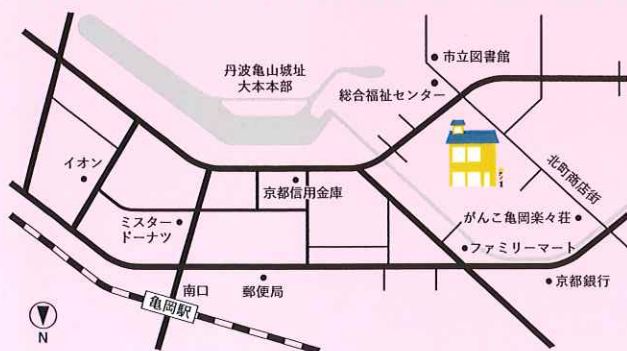 市立図書館
丹波亀山城址
大本本部
総合福祉センター
イオン
京都信用金庫
北町商店街
ミスター
ドーナツ
がんこ亀岡楽々荘
ファミリーマート
南口
郵便局
京都銀行
亀岡駅
N